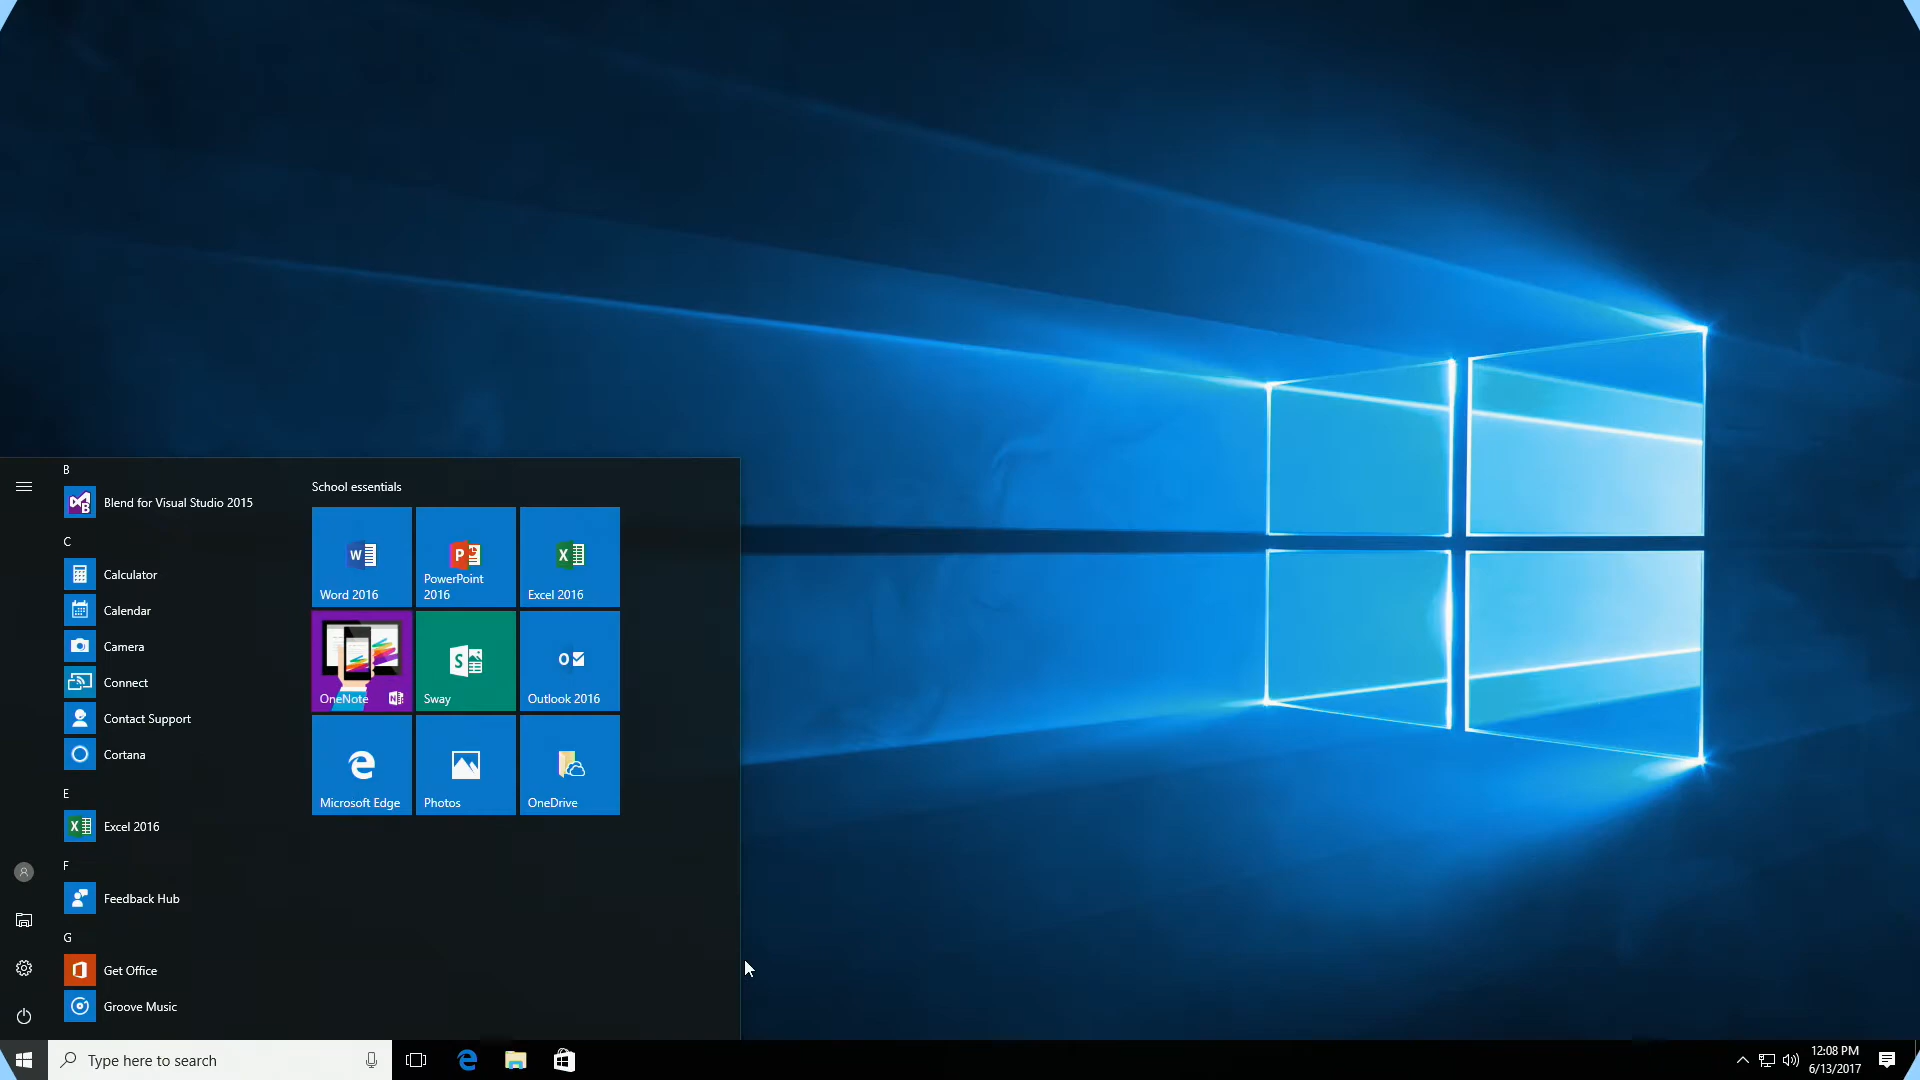 B
Blend for Visual Studio 2015
C
Calculator
Calendar
Camera
Connect
Contact Support
Cortana
E
Excel 2016
F
Feedback Hub
G
Get Office
Groove Music
School essentials
Word 2016
PowerPoint
2016
Excel 2016
OneNote
Sway
Outlook 2016
Microsoft Edge
Photos
OneDrive
Type here to search
12:08 PM
6/13/2017